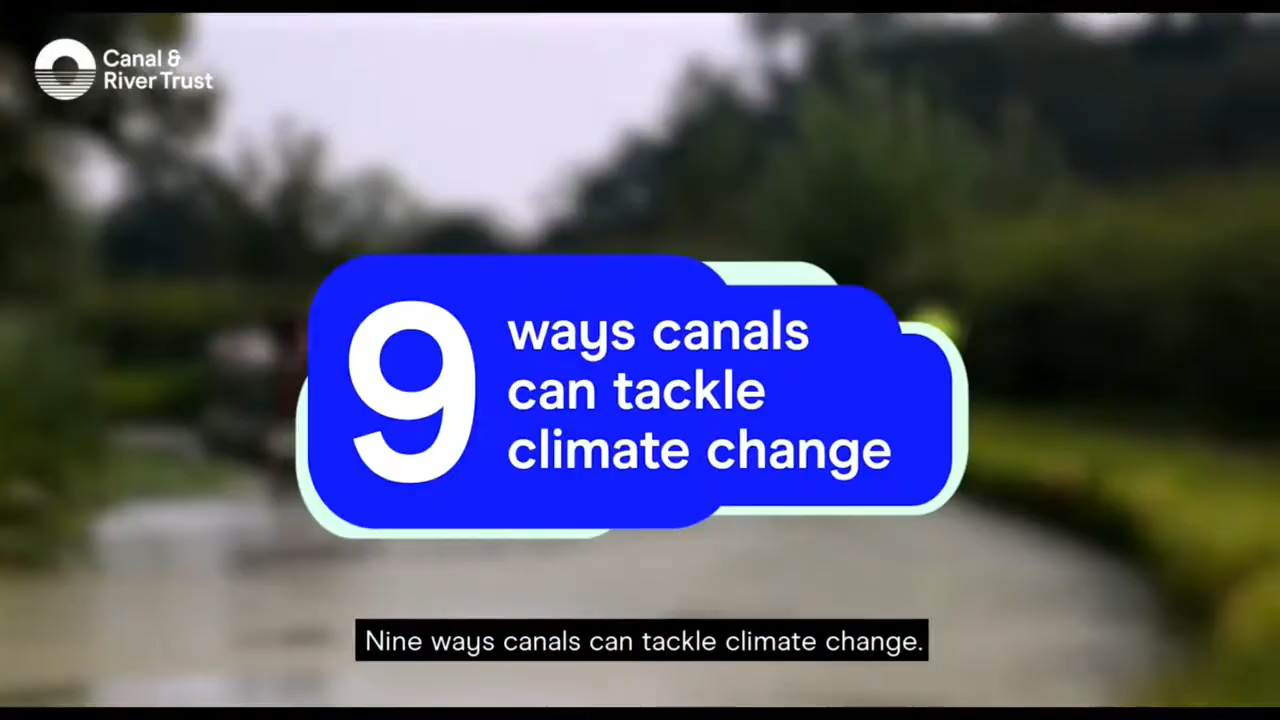 Canal &
River Trust
9
ways canals
can tackle
climate change
Nine ways canals can tackle climate change.